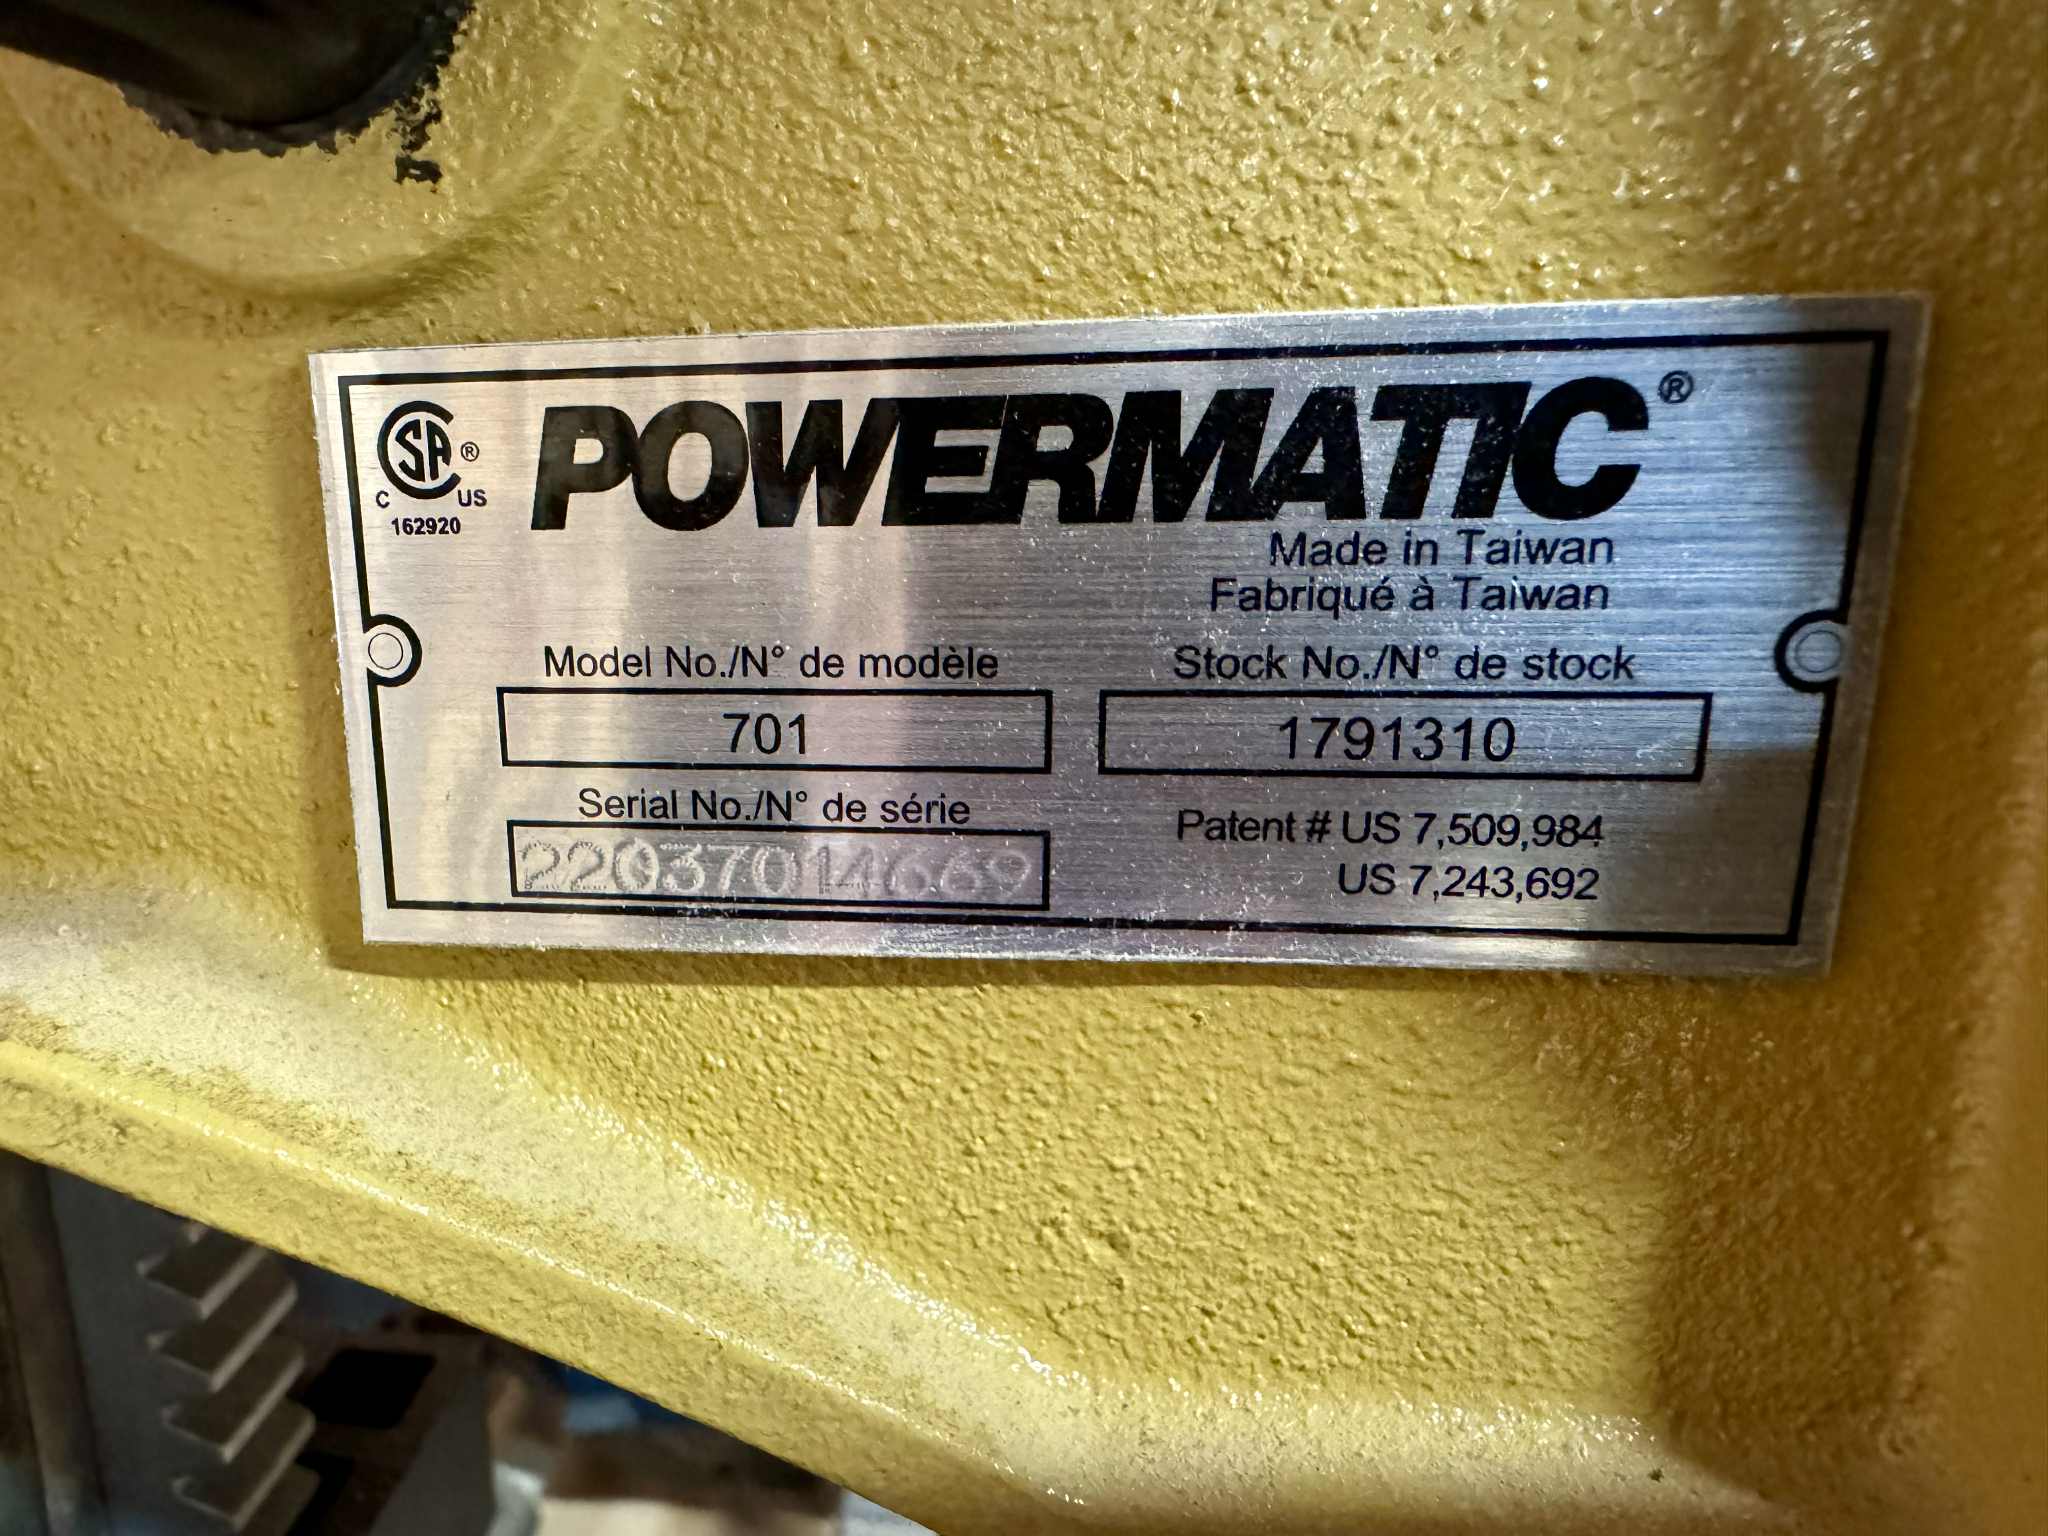 SA®
C US
162920
POWERMATIC®
Made in Taiwan
Fabriqué à Taiwan
Model No./N° de modèle
701
Stock No./N° de stock
1791310
Serial No./N° de série
22037014669
Patent # US 7,509,984
US 7,243,692